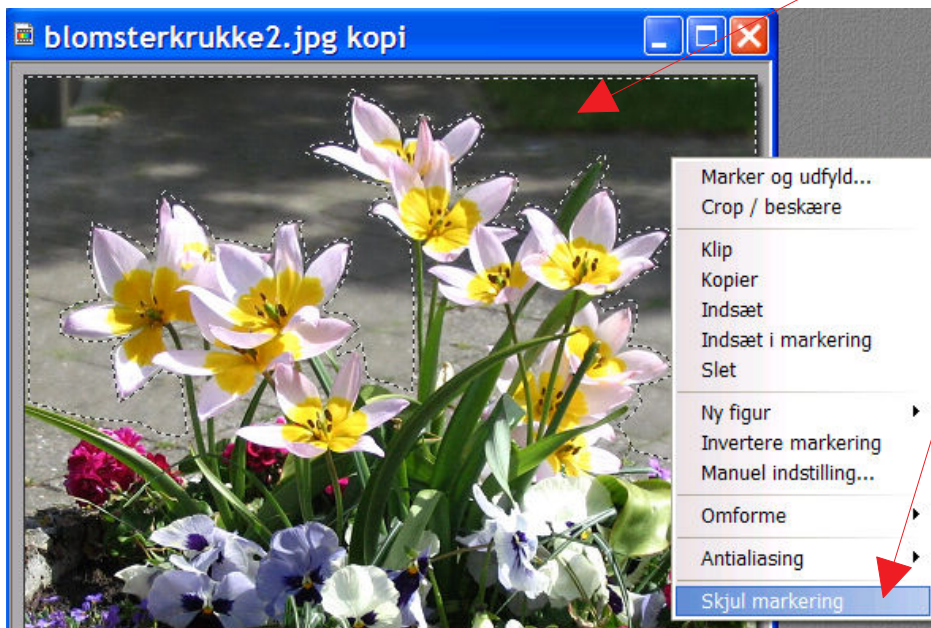 blomsterkrukke2.jpg kopi
Marker og udfyld...
Crop / beskære
Klip
Kopier
Indsæt
Indsæt i markering
Slet
Ny figur
Invertere markering
Manuel indstilling...
Omforme
Antialiasing
Skjul markering